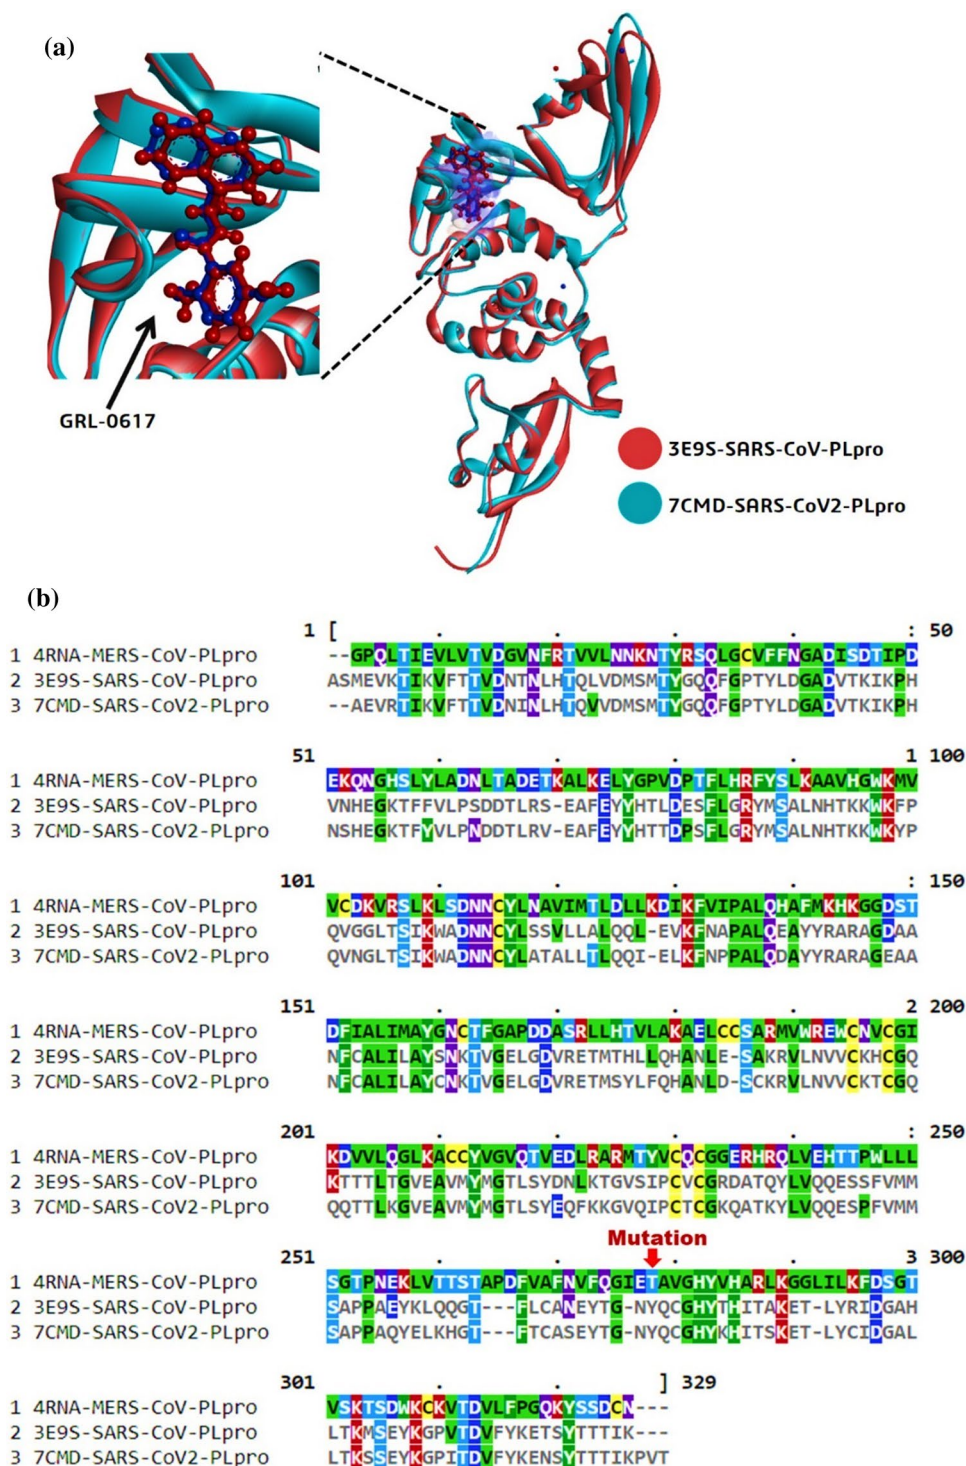 (a)
GRL-0617
3E9S-SARS-CoV-PLpro
7CMD-SARS-CoV2-PLpro
(b)
1 [ . . . . : 50
1 4RNA-MERS-CoV-PLpro --GPQLTIEVLVTVDGVNFRTVVLNNKNTYRSQLGCVFFNGADISDTIPD
2 3E9S-SARS-CoV-PLpro ASMEVKTIKVFTTVDNTNLHTQLVDMSMTYGQQFGPTYLDGADVTKIKPH
3 7CMD-SARS-CoV2-PLpro --AEVRTIKVFTTVDNINLHTQVVDMSMTYGQQFGPTYLDGADVTKIKPH
51 . . . . 1 100
1 4RNA-MERS-CoV-PLpro EKQNGHSLYLADNLTADETKALKELYGPVDPTFLHRFYSLKAAVHGWKMV
2 3E9S-SARS-CoV-PLpro VNHEGKTFFVLPSDDTLRS-EAFEYYHTLDESFLGRYMSALNHTKKWKFP
3 7CMD-SARS-CoV2-PLpro NSHEGKTFYVLPNDDTLRV-EAFEYYHTTDPSFLGRYMSALNHTKKWKYP
101 . . . . : 150
1 4RNA-MERS-CoV-PLpro VCDKVRSLKLSDNNCYLNAVIMTLDLLKDIKFVIPALQHAFMKHKGGDST
2 3E9S-SARS-CoV-PLpro QVGGLTSIKWADNNCYLSSVLLALQQL-EVKFNAPALQEAYYRARAGDAA
3 7CMD-SARS-CoV2-PLpro QVNGLTSIKWADNNCYLATALLTLQQI-ELKFNPPALQDAYYRARAGEAA
151 . . . . 2 200
1 4RNA-MERS-CoV-PLpro DFIALIMAYGNCTFGAPDDASRLLHTVLAKAELCCSARMVWREWCNVCGI
2 3E9S-SARS-CoV-PLpro NFCALILAYSNKTVGELGDVRETMTHLLQHANLE-SAKRVLNVVCKHCGQ
3 7CMD-SARS-CoV2-PLpro NFCALILAYCNKTVGELGDVRETMSYLFQHANLD-SCKRVLNVVCKTCGQ
201 . . . . : 250
1 4RNA-MERS-CoV-PLpro KDVVLQGLKACCYVGVQTVEDLRARMTYVCQCGGERHRQLVEHTTPWLLL
2 3E9S-SARS-CoV-PLpro KTTTLTGVEAVMYMGTLSYDNLKTGVSIPCVCGRDATQYLVQQESSFVMM
3 7CMD-SARS-CoV2-PLpro QQTTLKGVEAVMYMGTLSYEQFKKGVQIPCTCGKQATKYLVQQESPFVMM
Mutation
251 . . . . 3 300
1 4RNA-MERS-CoV-PLpro SGTPNEKLVTTSTAPDFVAFNVFQGIETAVGHYVHARLKGGLILKFDSGT
2 3E9S-SARS-CoV-PLpro SAPPAEYKLQQGT---FLCANEYTG-NYQCGHYTHITAKET-LYRIDGAH
3 7CMD-SARS-CoV2-PLpro SAPPAQYELKHGT---FTCASEYTG-NYQCGHYKHITSKET-LYCIDGAL
301 . . ] 329
1 4RNA-MERS-CoV-PLpro VSKTSDWKCKVTDVLFPGQKYSSDCN---
2 3E9S-SARS-CoV-PLpro LTKMSEYKGPVTDVFYKETSYTTTIK---
3 7CMD-SARS-CoV2-PLpro LTKSSEYKGPITDVFYKENSYTTTIKPVT